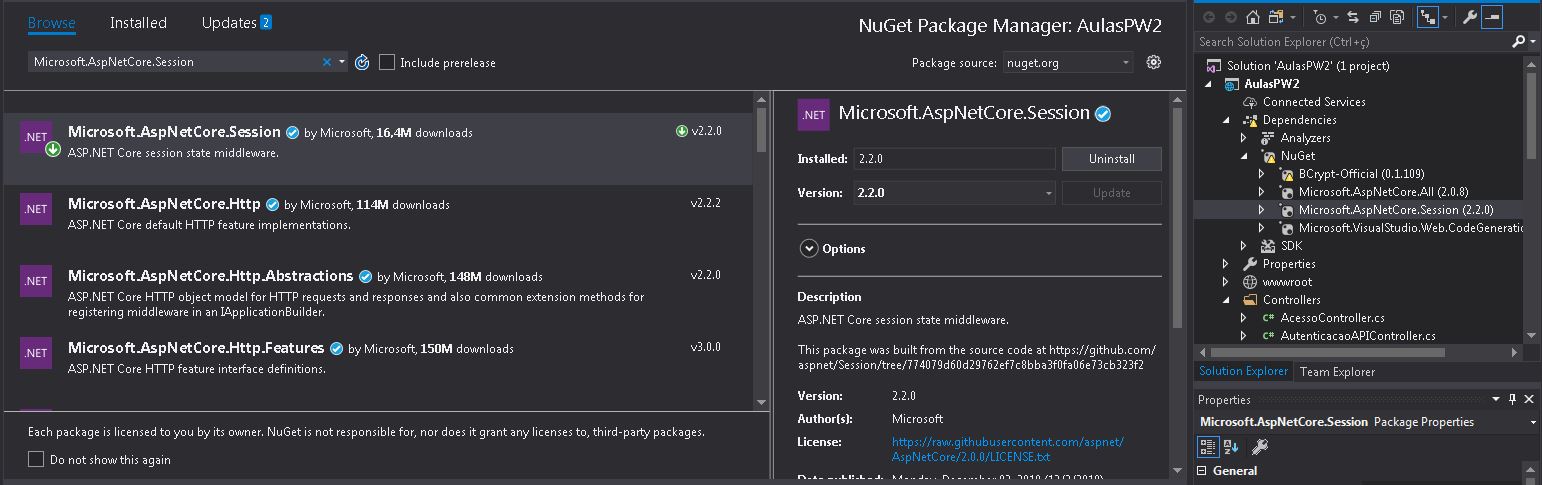 Browse Installed Updates 2
NuGet Package Manager: AulasPW2
Microsoft.AspNetCore.Session
Include prerelease
Package source: nuget.org
.NET
Microsoft.AspNetCore.Session by Microsoft, 16,4M downloads
v2.2.0
ASP.NET Core session state middleware.
.NET
Microsoft.AspNetCore.Http by Microsoft, 114M downloads
v2.2.2
ASP.NET Core default HTTP feature implementations.
.NET
Microsoft.AspNetCore.Http.Abstractions by Microsoft, 148M downloads
v2.2.0
ASP.NET Core HTTP object model for HTTP requests and responses and also common extension methods for
registering middleware in an IApplicationBuilder.
.NET
Microsoft.AspNetCore.Http.Features by Microsoft, 150M downloads
v3.0.0
ASP.NET Core HTTP feature interface definitions.
Each package is licensed to you by its owner. NuGet is not responsible for, nor does it grant any licenses to, third-party packages.
Do not show this again
.NET
Microsoft.AspNetCore.Session
Installed: 2.2.0 Uninstall
Version: 2.2.0 Update
Options
Description
ASP.NET Core session state middleware.
This package was built from the source code at https://github.com/
aspnet/Session/tree/774079d60d29762ef7c8bba3f0fa06e73cb323f2
Version: 2.2.0
Author(s): Microsoft
License: https://raw.githubusercontent.com/aspnet/
AspNetCore/2.0.0/LICENSE.txt
Date published: Monday, December 03, 2018 (12/3/2018)
Search Solution Explorer (Ctrl+ç)
Solution 'AulasPW2' (1 project)
AulasPW2
Connected Services
Dependencies
Analyzers
NuGet
BCrypt-Official (0.1.109)
Microsoft.AspNetCore.All (2.0.8)
Microsoft.AspNetCore.Session (2.2.0)
Microsoft.VisualStudio.Web.CodeGeneratio
SDK
Properties
wwwroot
Controllers
C# AcessoController.cs
C# AutenticacaoAPIController.cs
Solution Explorer Team Explorer
Properties
Microsoft.AspNetCore.Session Package Properties
General